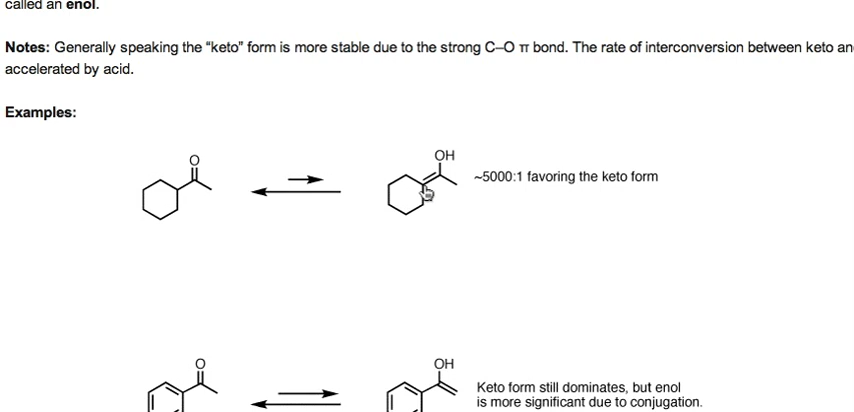 called an enol.
Notes: Generally speaking the "keto" form is more stable due to the strong C–O π bond. The rate of interconversion between keto an
accelerated by acid.
Examples:
O
OH
~5000:1 favoring the keto form
O
OH
Keto form still dominates, but enol
is more significant due to conjugation.